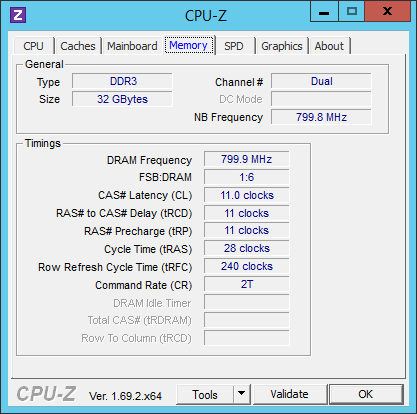 CPU-Z
CPU Caches Mainboard Memory SPD Graphics About
General
Type DDR3 Channel # Dual
Size 32 GBytes DC Mode
NB Frequency 799.8 MHz
Timings
DRAM Frequency 799.9 MHz
FSB:DRAM 1:6
CAS# Latency (CL) 11.0 clocks
RAS# to CAS# Delay (tRCD) 11 clocks
RAS# Precharge (tRP) 11 clocks
Cycle Time (tRAS) 28 clocks
Row Refresh Cycle Time (tRFC) 240 clocks
Command Rate (CR) 2T
DRAM Idle Timer
Total CAS# (tRDRAM)
Row To Column (tRCD)
CPU-Z Ver. 1.69.2.x64 Tools Validate OK